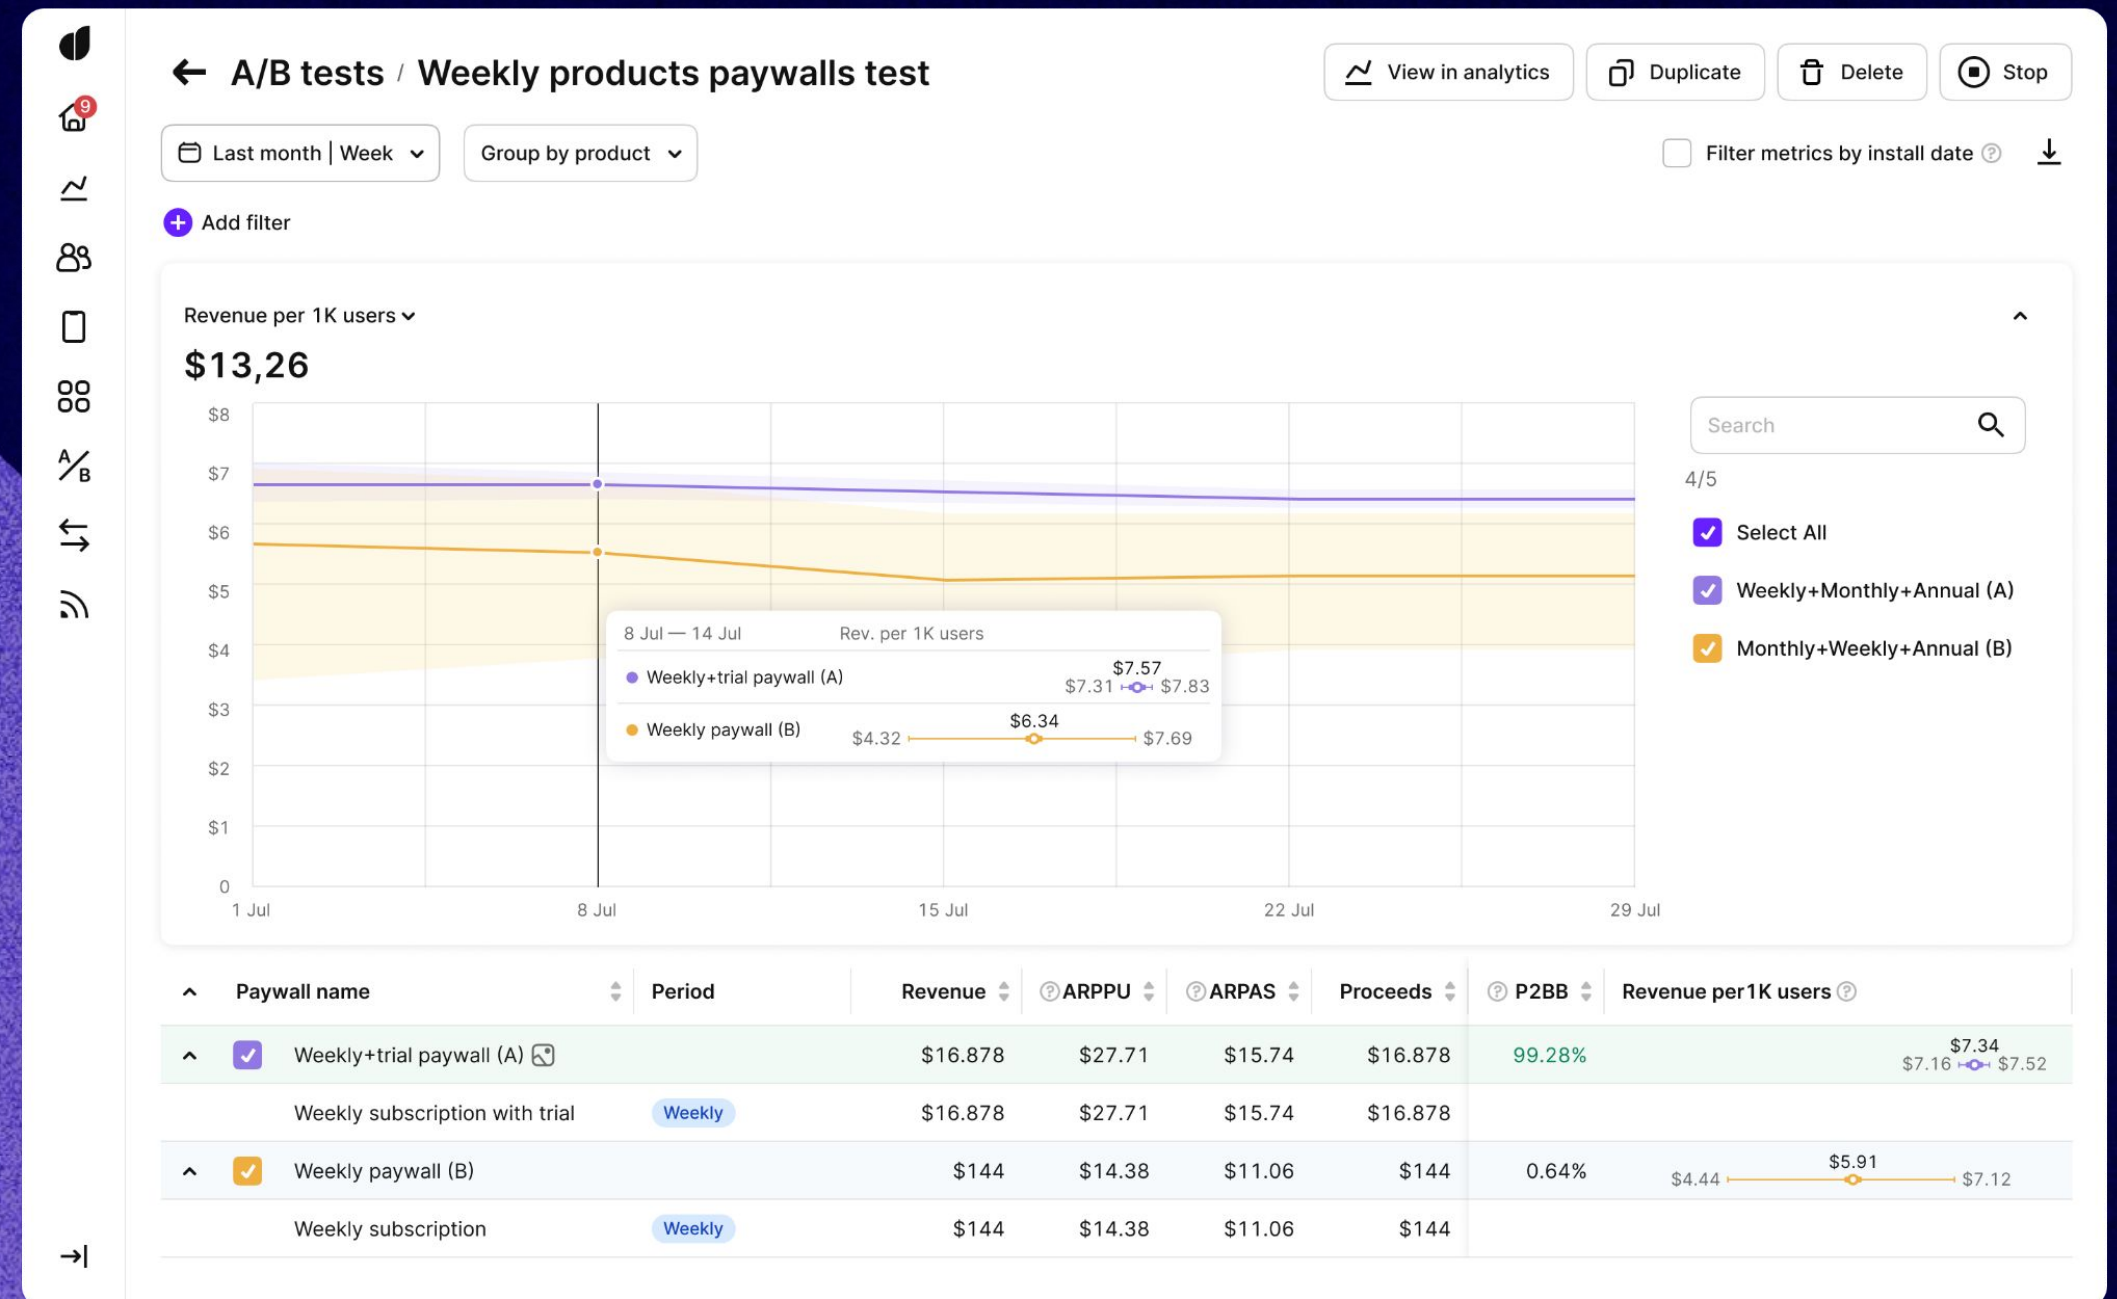 A/B tests / Weekly products paywalls test
View in analytics
Duplicate
Delete
Stop
9
Last month | Week
Group by product
Filter metrics by install date ?
Add filter
A/B
Revenue per 1K users
$13,26
$8
$7
$6
$5
$4
$3
$2
$1
0
1 Jul
8 Jul
15 Jul
22 Jul
29 Jul
8 Jul — 14 Jul Rev. per 1K users
Weekly+trial paywall (A) $7.57
$7.31 $7.83
Weekly paywall (B) $6.34
$4.32 $7.69
Search
4/5
Select All
Weekly+Monthly+Annual (A)
Monthly+Weekly+Annual (B)
Paywall name Period Revenue ? ARPPU ? ARPAS Proceeds ? P2BB Revenue per1K users ?
Weekly+trial paywall (A) $16.878 $27.71 $15.74 $16.878 99.28% $7.34
$7.16 $7.52
Weekly subscription with trial Weekly $16.878 $27.71 $15.74 $16.878
Weekly paywall (B) $144 $14.38 $11.06 $144 0.64% $5.91
$4.44 $7.12
Weekly subscription Weekly $144 $14.38 $11.06 $144